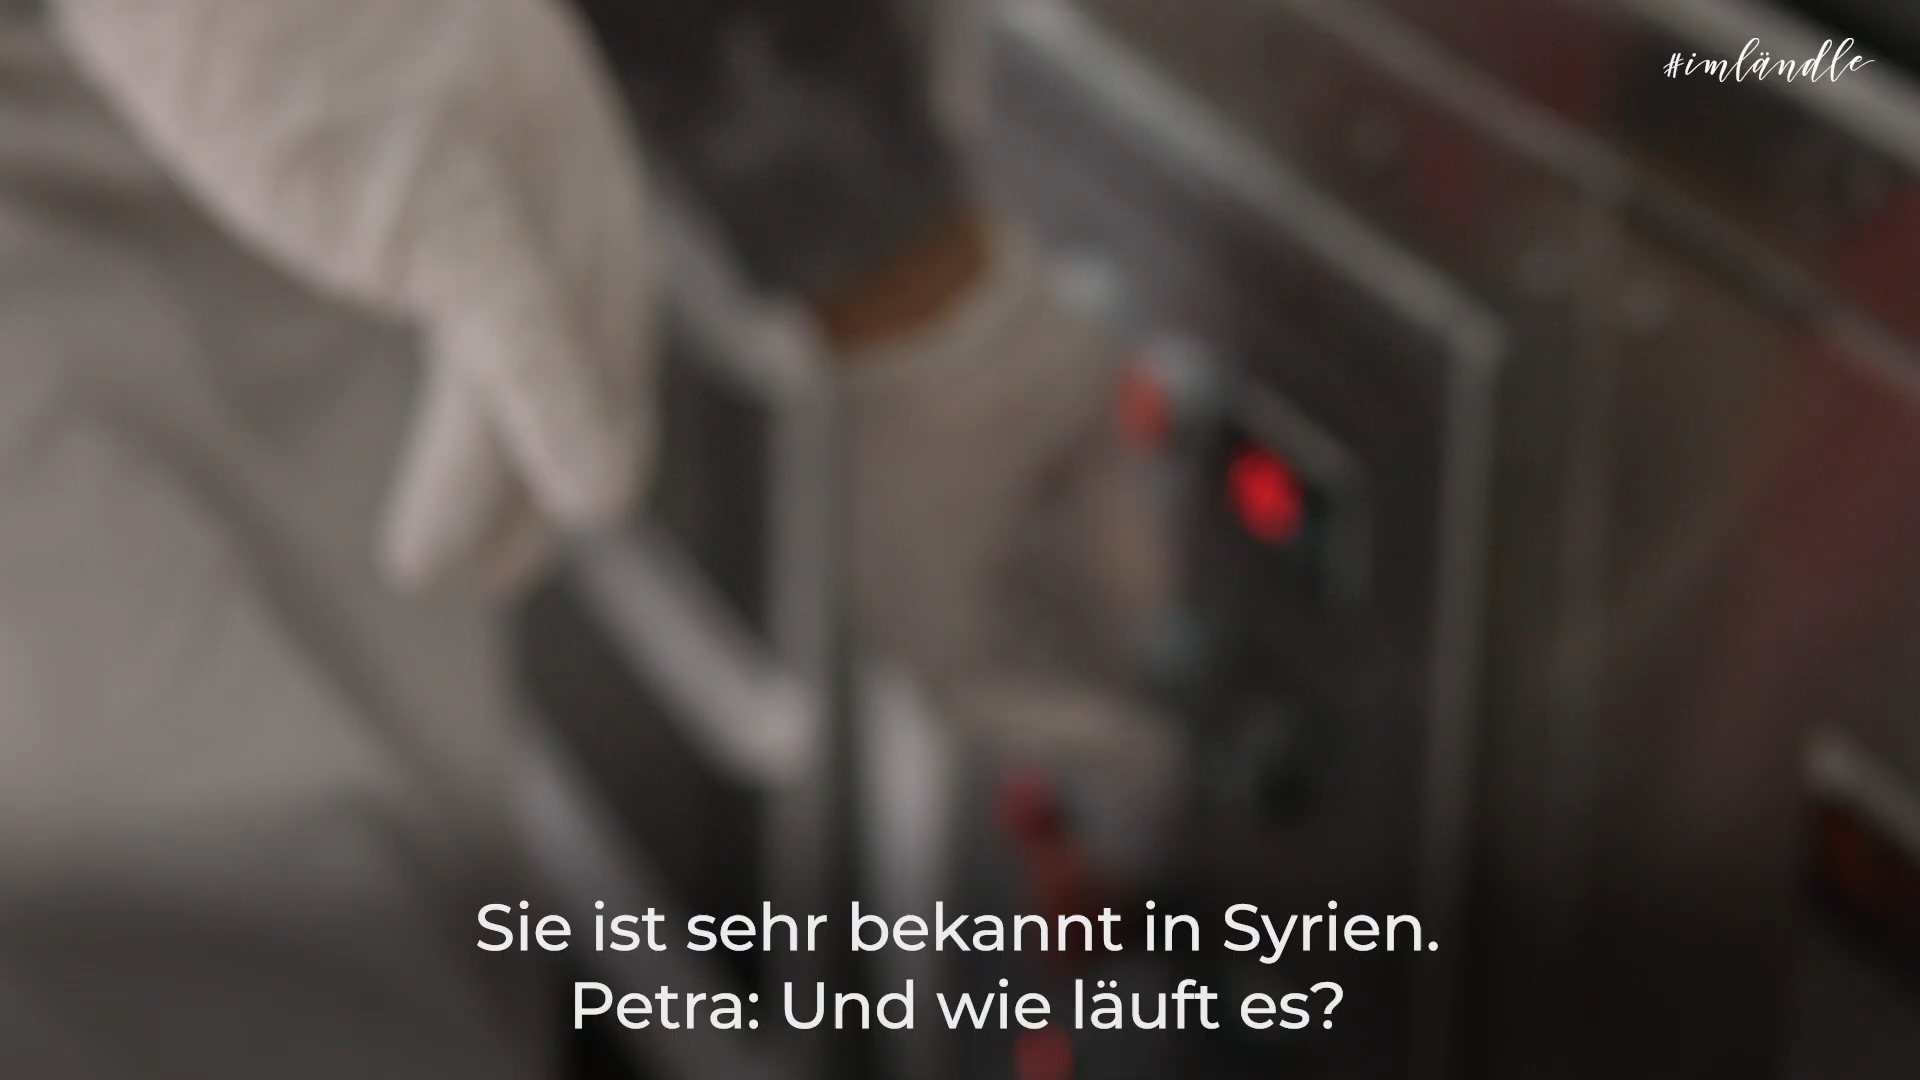 #imländle
Sie ist sehr bekannt in Syrien.
Petra: Und wie läuft es?